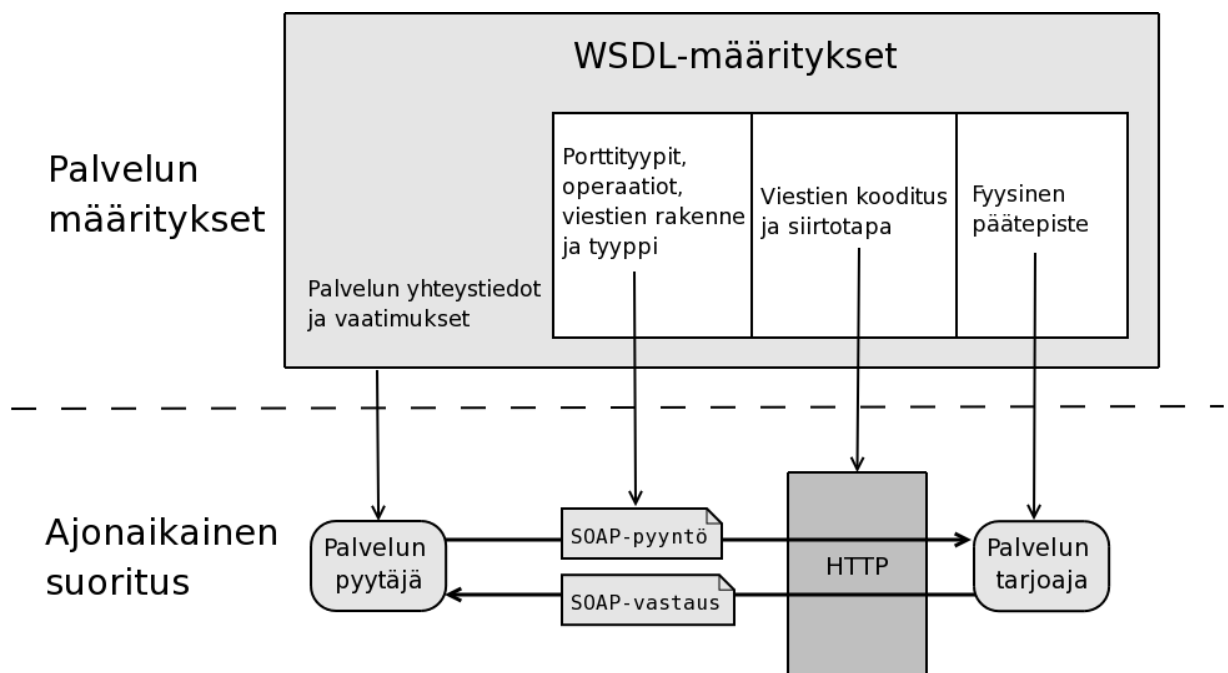 WSDL-määritykset
Palvelun
määritykset
Palvelun yhteystiedot
ja vaatimukset
Porttityypit,
operaatiot,
viestien rakenne
ja tyyppi
Viestien kooditus
ja siirtotapa
Fyysinen
päätepiste
Ajonaikainen
suoritus
Palvelun
pyytäjä
SOAP-pyyntö
SOAP-vastaus
HTTP
Palvelun
tarjoaja